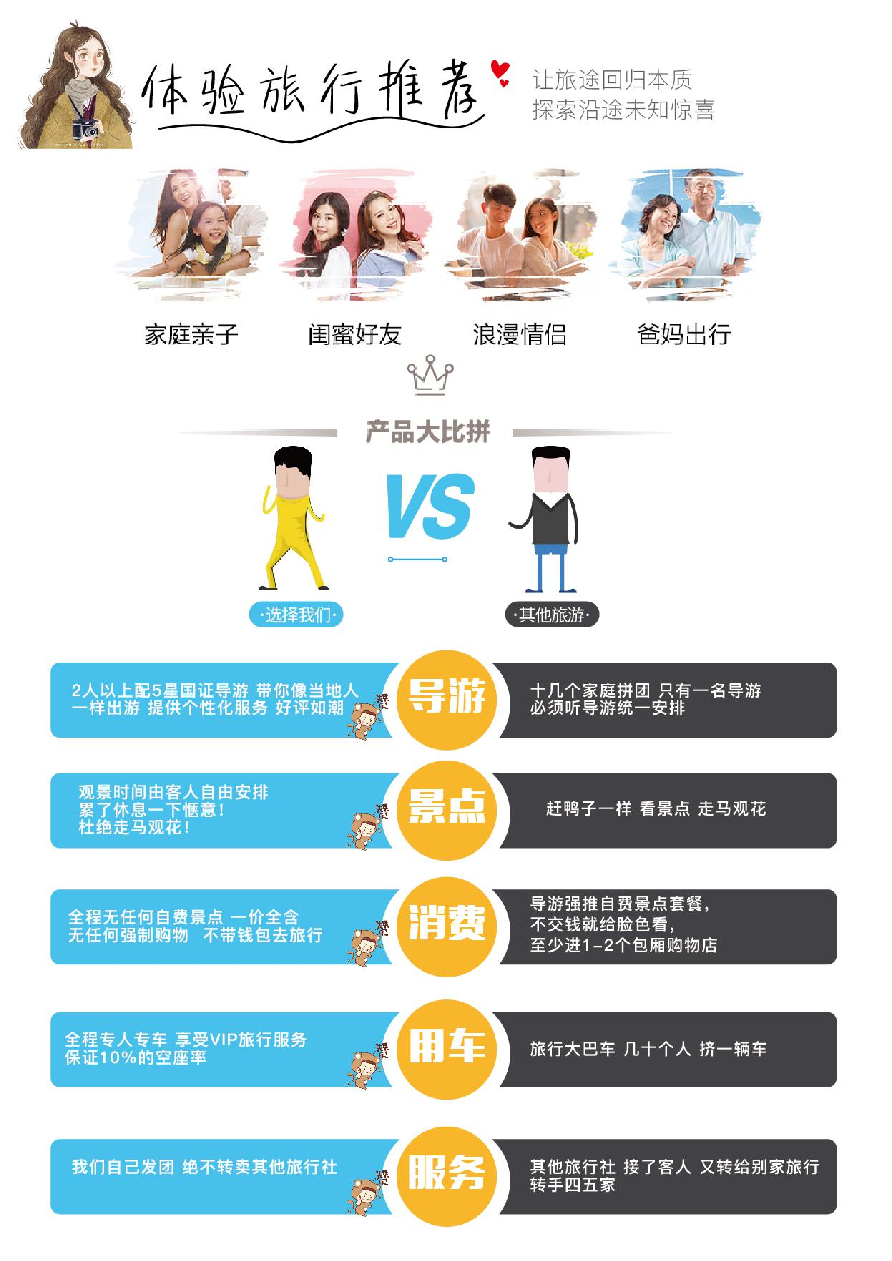 体验旅行推荐
让旅途回归本质
探索沿途未知惊喜
家庭亲子
闺蜜好友
浪漫情侣
爸妈出行
产品大比拼
VS
·选择我们·
·其他旅游·
2人以上配5星国证导游 带你像当地人
一样出游 提供个性化服务 好评如潮
赞
导游
十几个家庭拼团 只有一名导游
必须听导游统一安排
观景时间由客人自由安排
累了休息一下惬意!
杜绝走马观花!
赞
景点
赶鸭子一样 看景点 走马观花
全程无任何自费景点 一价全含
无任何强制购物 不带钱包去旅行
赞
消费
导游强推自费景点套餐,
不交钱就给脸色看,
至少进1-2个包厢购物店
全程专人专车 享受VIP旅行服务
保证10%的空座率
赞
用车
旅行大巴车 几十个人 挤一辆车
我们自己发团 绝不转卖其他旅行社
赞
服务
其他旅行社 接了客人 又转给别家旅行
转手四五家